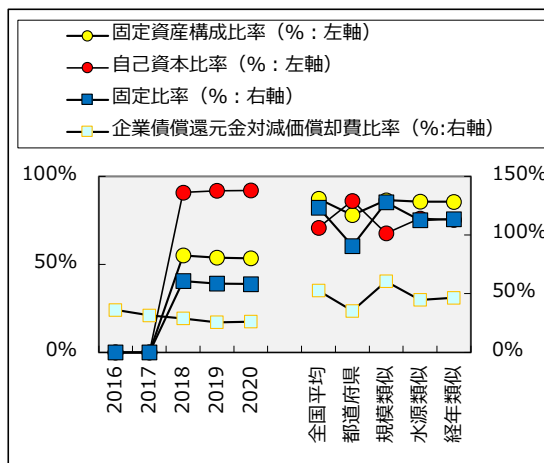 固定資産構成比率（%：左軸）
自己資本比率（%：左軸）
固定比率（%：右軸）
企業債償還元金対減価償却費比率（%:右軸）
100%
50%
0%
150%
100%
50%
0%
2016
2017
2018
2019
2020
全国平均
都道府県
規模類似
水源類似
経年類似